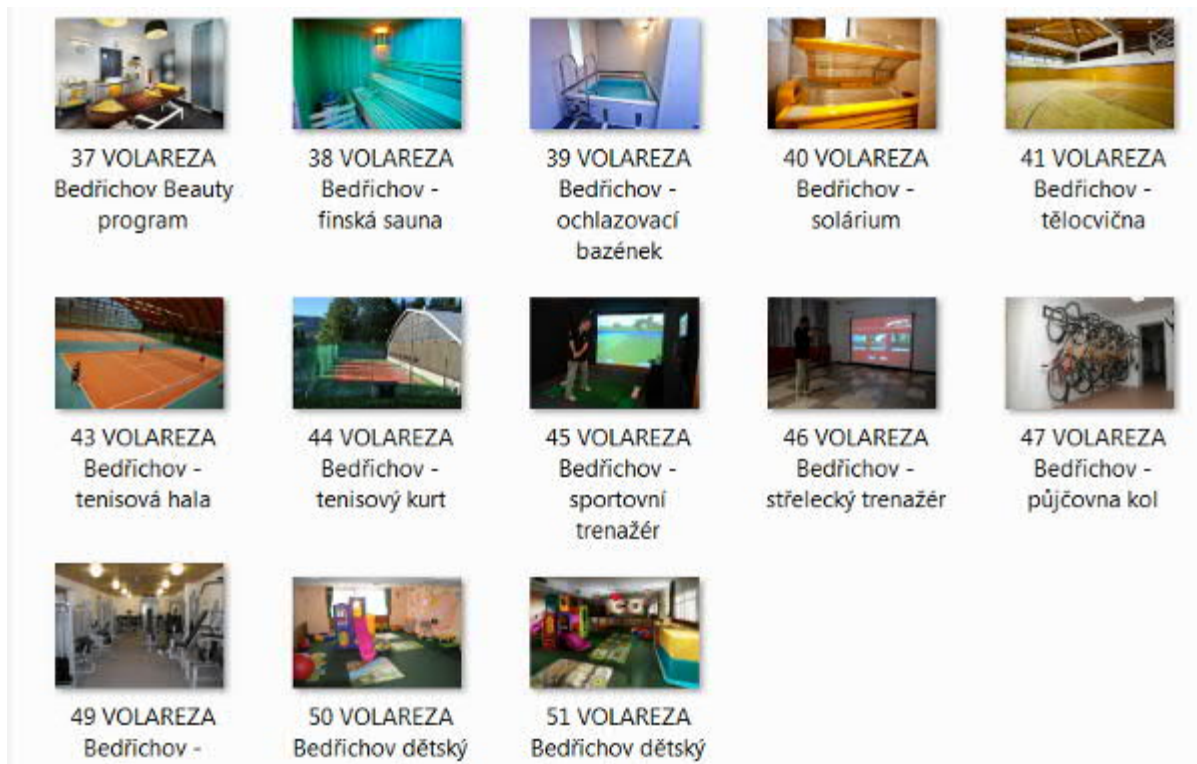 37 VOLAREZA
Bedřichov Beauty
program
38 VOLAREZA
Bedřichov -
finská sauna
39 VOLAREZA
Bedřichov -
ochlazovací
bazének
40 VOLAREZA
Bedřichov -
solárium
41 VOLAREZA
Bedřichov -
tělocvična
43 VOLAREZA
Bedřichov -
tenisová hala
44 VOLAREZA
Bedřichov -
tenisový kurt
45 VOLAREZA
Bedřichov -
sportovní
trenažér
46 VOLAREZA
Bedřichov -
střelecký trenažér
47 VOLAREZA
Bedřichov -
půjčovna kol
49 VOLAREZA
Bedřichov -
50 VOLAREZA
Bedřichov dětský
51 VOLAREZA
Bedřichov dětský